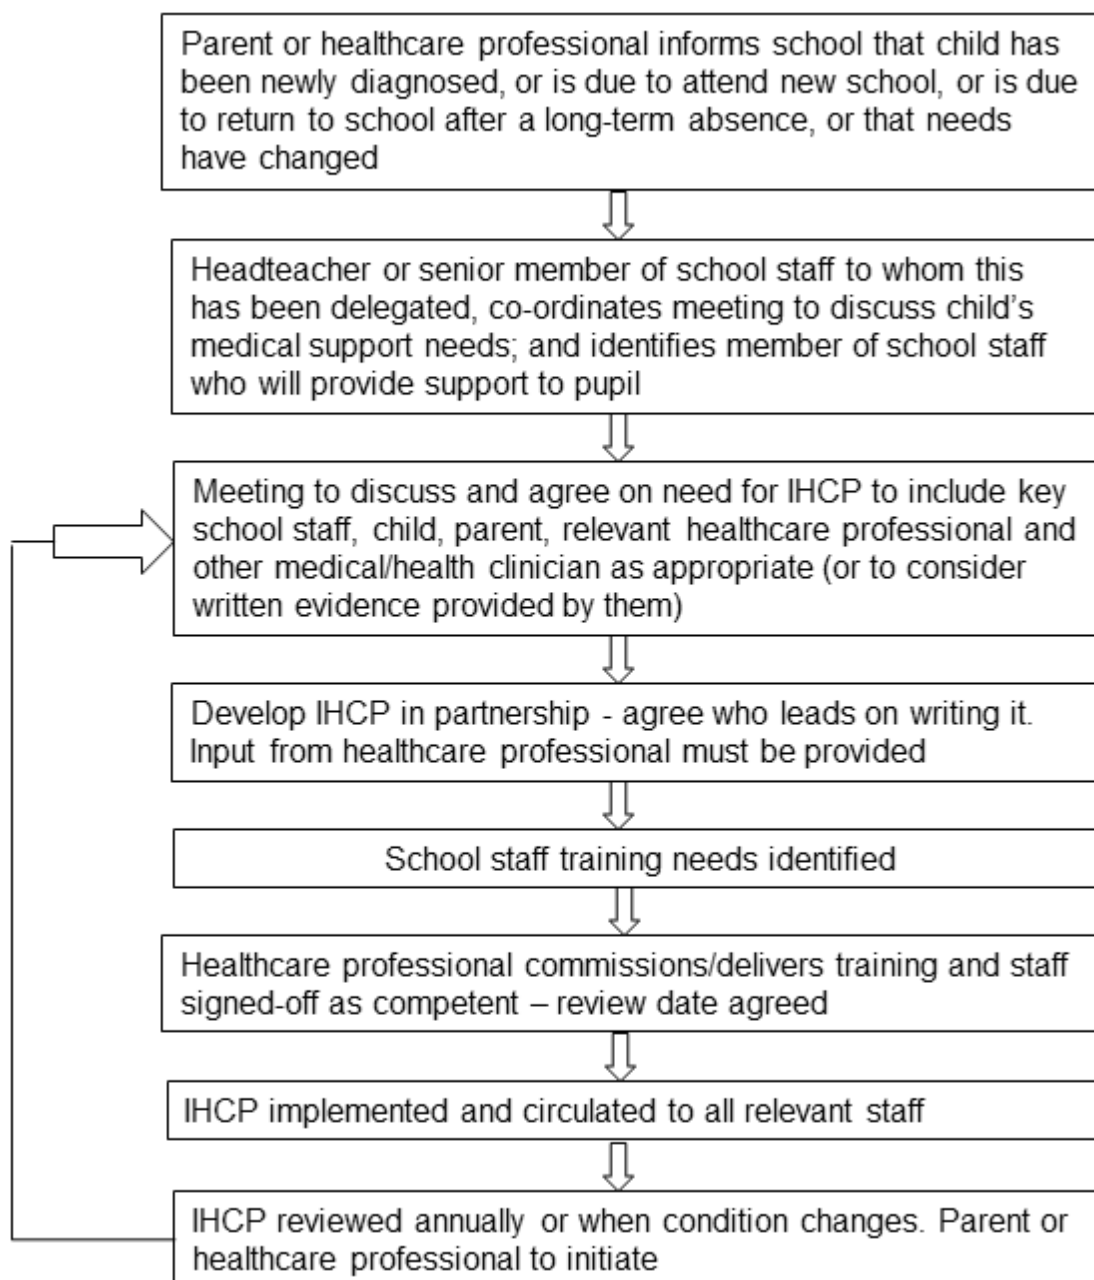 Parent or healthcare professional informs school that child has
been newly diagnosed, or is due to attend new school, or is due
to return to school after a long-term absence, or that needs
have changed
Headteacher or senior member of school staff to whom this
has been delegated, co-ordinates meeting to discuss child's
medical support needs; and identifies member of school staff
who will provide support to pupil
Meeting to discuss and agree on need for IHCP to include key
school staff, child, parent, relevant healthcare professional and
other medical/health clinician as appropriate (or to consider
written evidence provided by them)
Develop IHCP in partnership - agree who leads on writing it.
Input from healthcare professional must be provided
School staff training needs identified
Healthcare professional commissions/delivers training and staff
signed-off as competent – review date agreed
IHCP implemented and circulated to all relevant staff
IHCP reviewed annually or when condition changes. Parent or
healthcare professional to initiate